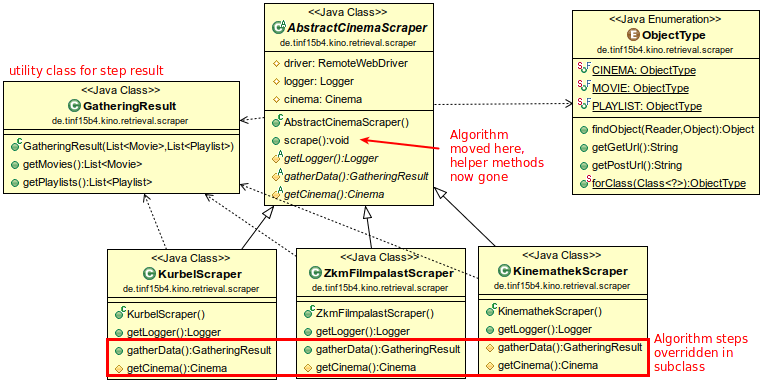 <<Java Class>>
AbstractCinemaScraper
de.tinf15b4.kino.retrieval.scraper
driver: RemoteWebDriver
logger: Logger
cinema: Cinema
AbstractCinemaScraper()
scrape():void
getLogger():Logger
gatherData():GatheringResult
getCinema():Cinema
<<Java Enumeration>>
ObjectType
de.tinf15b4.kino.retrieval.scraper
CINEMA: ObjectType
MOVIE: ObjectType
PLAYLIST: ObjectType
findObject(Reader,Object):Object
getGetUrl():String
getPostUrl():String
forClass(Class<?>):ObjectType
utility class for step result
<<Java Class>>
GatheringResult
de.tinf15b4.kino.retrieval.scraper
GatheringResult(List<Movie>,List<Playlist>)
getMovies():List<Movie>
getPlaylists():List<Playlist>
Algorithm
moved here,
helper methods
now gone
<<Java Class>>
KurbelScraper
de.tinf15b4.kino.retrieval.scraper
KurbelScraper()
getLogger():Logger
gatherData():GatheringResult
getCinema():Cinema
<<Java Class>>
ZkmFilmpalastScraper
de.tinf15b4.kino.retrieval.scraper
ZkmFilmpalastScraper()
getLogger():Logger
gatherData():GatheringResult
getCinema():Cinema
<<Java Class>>
KinemathekScraper
de.tinf15b4.kino.retrieval.scraper
KinemathekScraper()
getLogger():Logger
gatherData():GatheringResult
getCinema():Cinema
Algorithm steps
overridden in
subclass